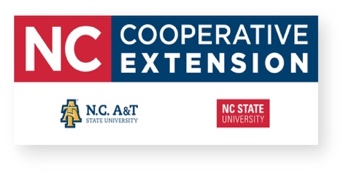 NC COOPERATIVE
EXTENSION
N.C. A&T
STATE UNIVERSITY
NC STATE
UNIVERSITY